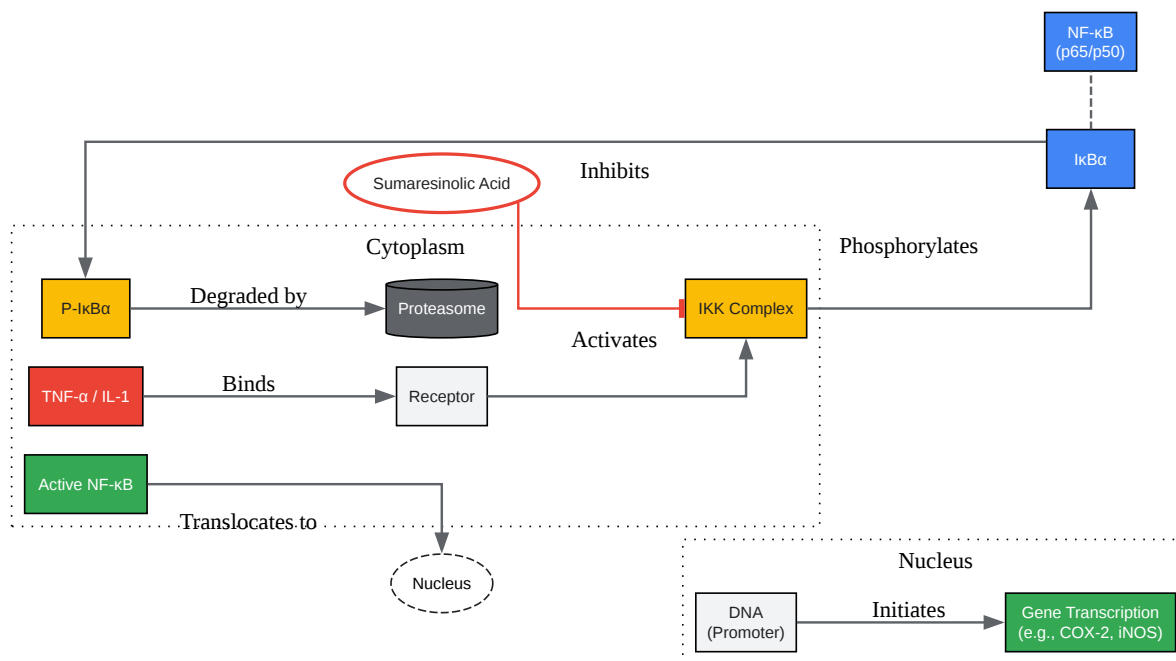 NF-κB
(p65/p50)
IκBα
Inhibits
Sumaresinolic Acid
Cytoplasm
Phosphorylates
P-IκBα
Degraded by
Proteasome
IKK Complex
Activates
TNF-α / IL-1
Binds
Receptor
Active NF-κB
Translocates to
Nucleus
Nucleus
DNA
(Promoter)
Initiates
Gene Transcription
(e.g., COX-2, iNOS)